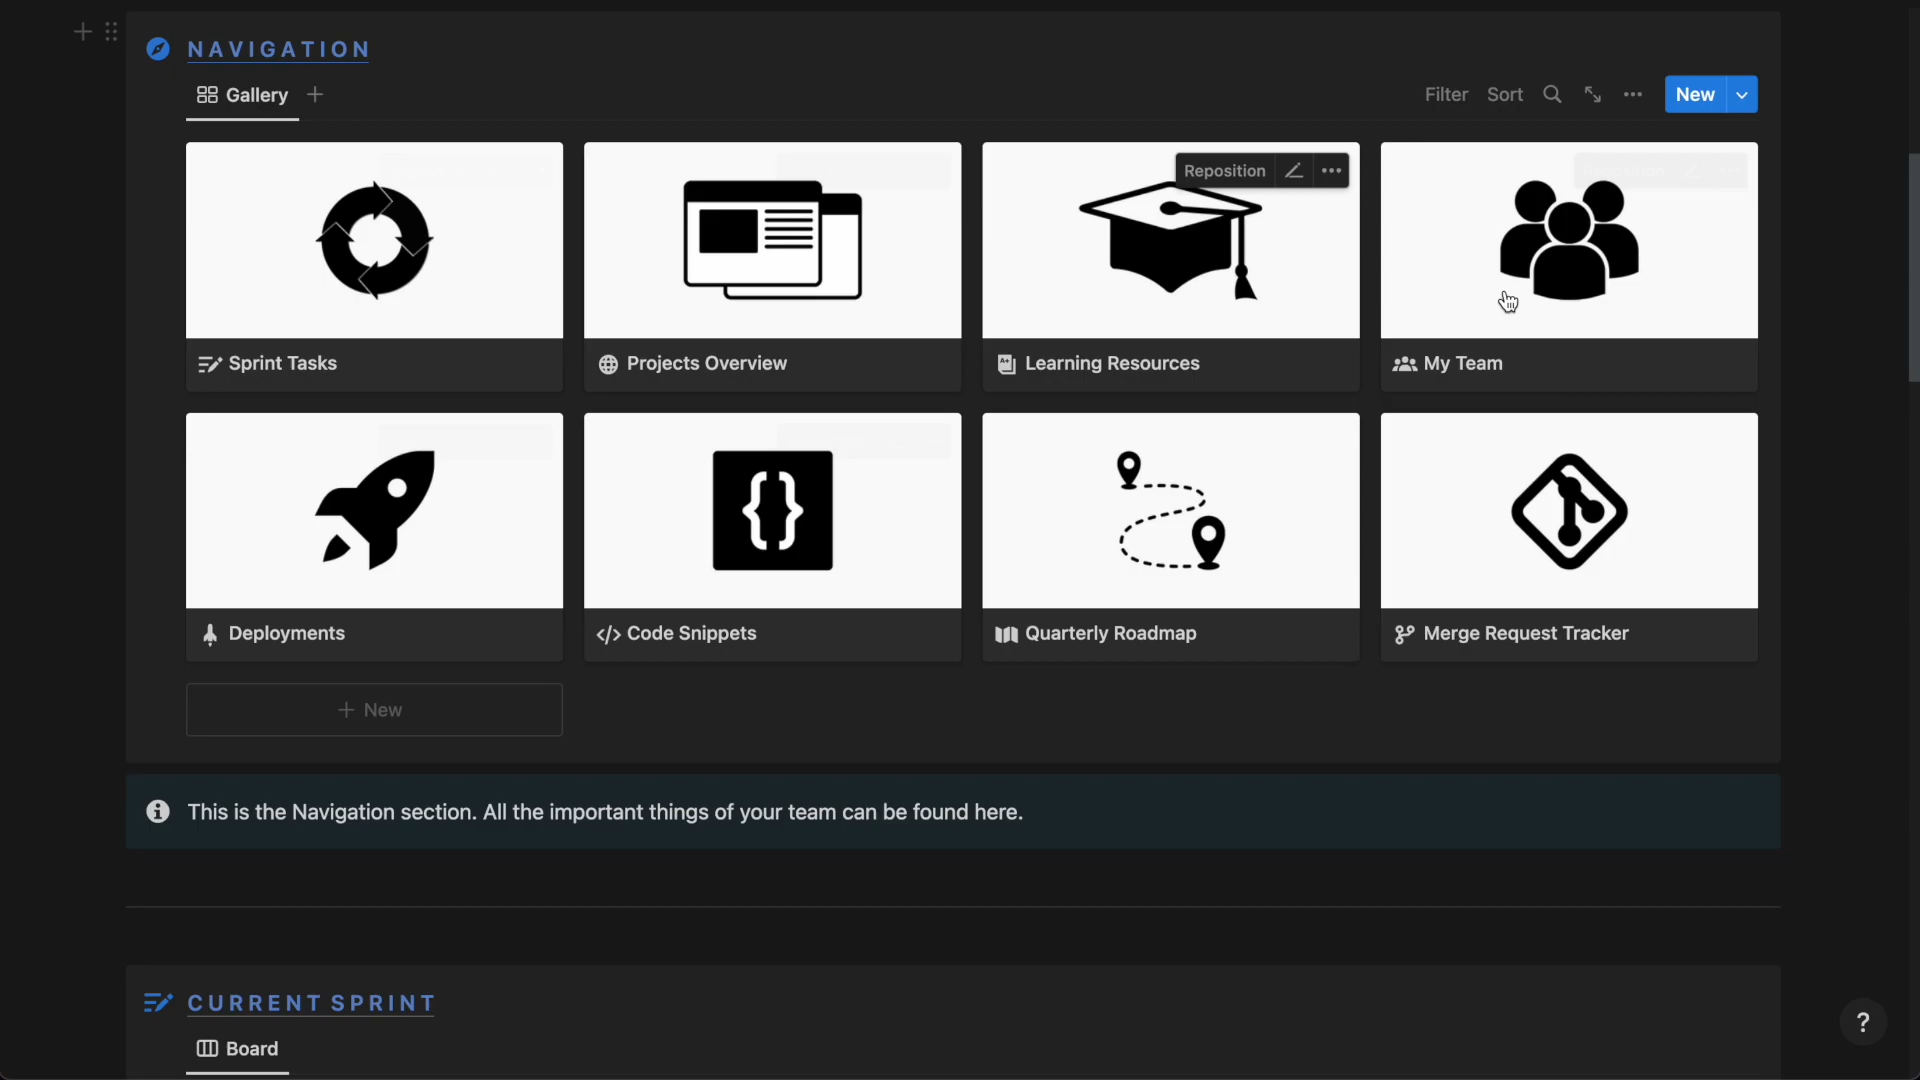 NAVIGATION
Gallery
Filter Sort New
Reposition
Sprint Tasks
Projects Overview
Learning Resources
My Team
Deployments
Code Snippets
Quarterly Roadmap
Merge Request Tracker
+ New
This is the Navigation section. All the important things of your team can be found here.
CURRENT SPRINT
Board
?